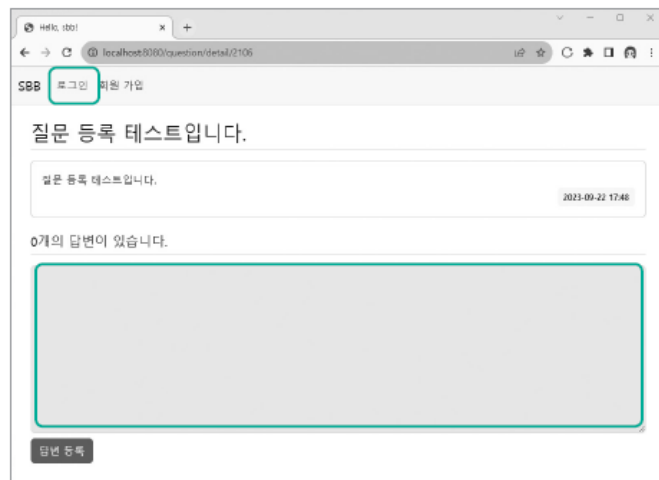 Hello, sbb!
localhost:8080/question/detail/2106
SBB 로그인 회원 가입
질문 등록 테스트입니다.
질문 등록 테스트입니다.
2023-09-22 17:48
0개의 답변이 있습니다.
답변 등록